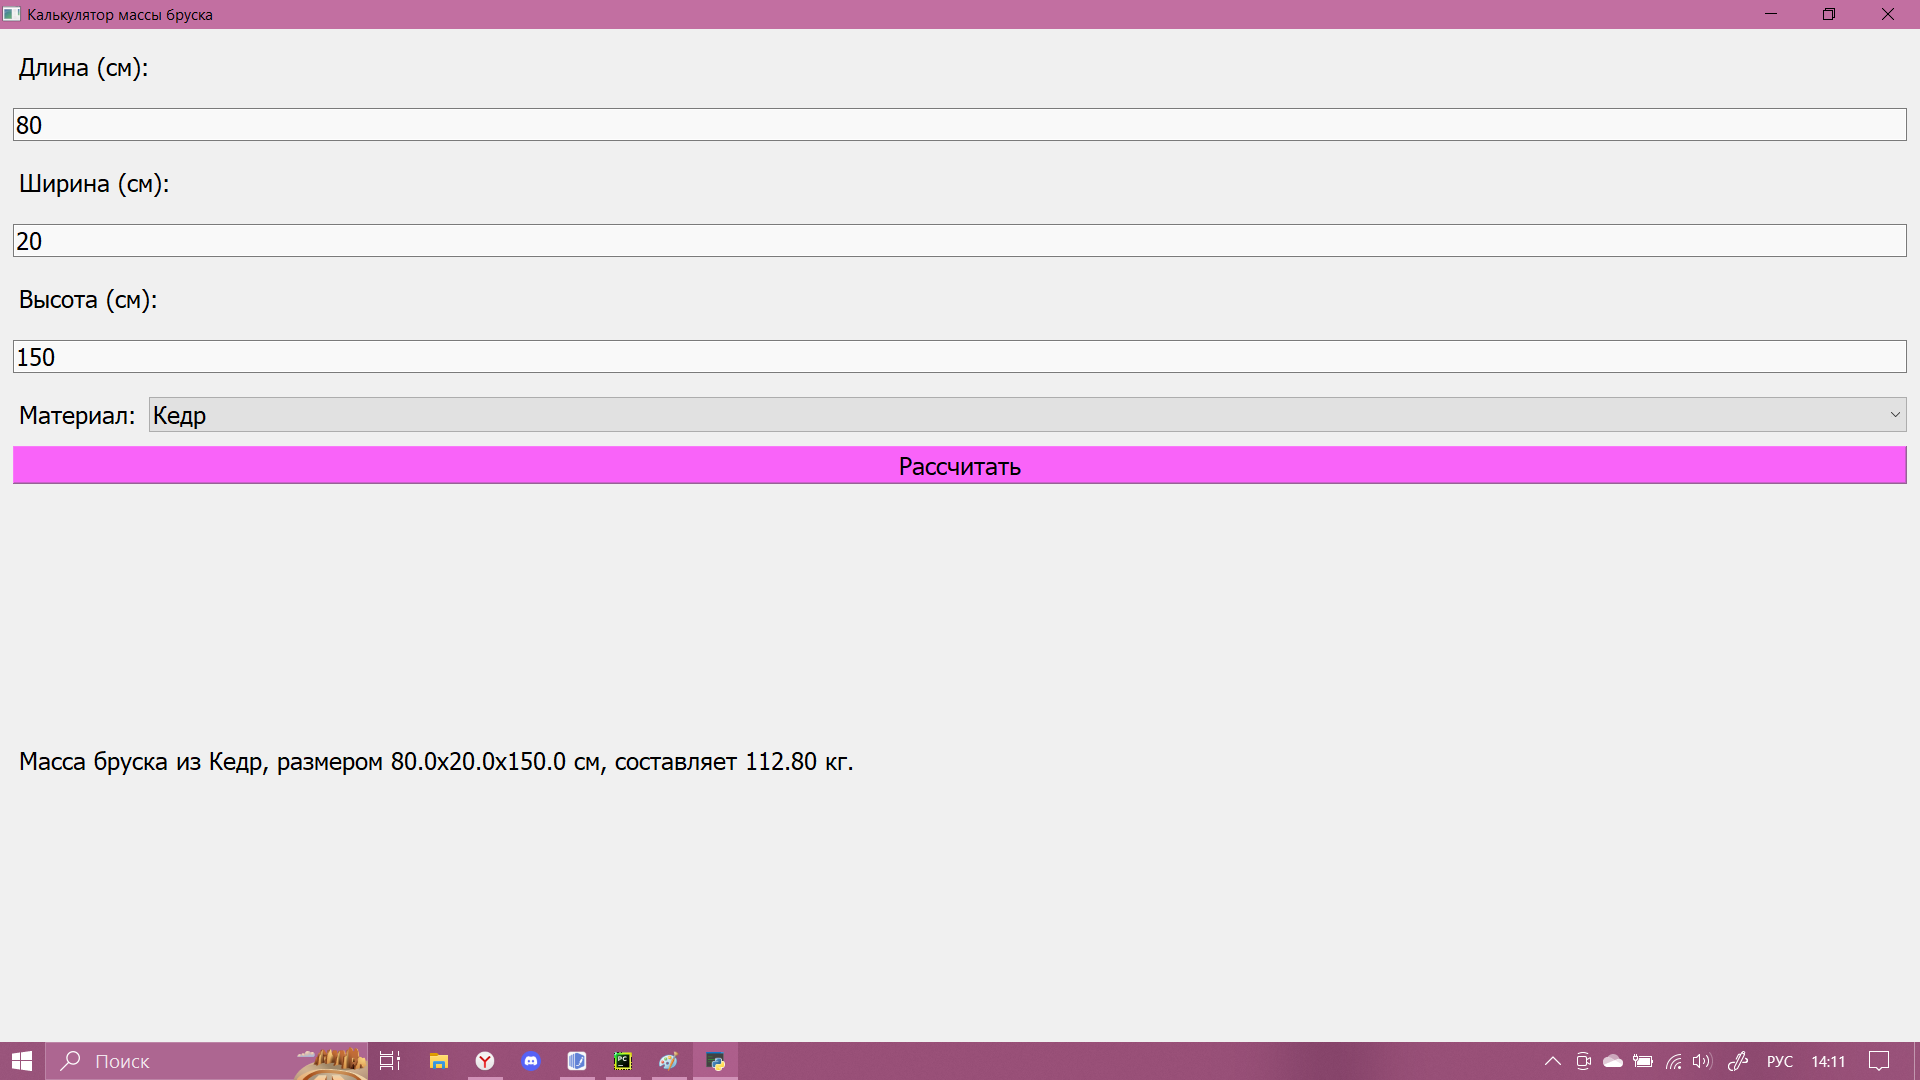 Калькулятор массы бруска
Длина (см):
80
Ширина (см):
20
Высота (см):
150
Материал: Кедр
Рассчитать
Масса бруска из Кедр, размером 80.0x20.0x150.0 см, составляет 112.80 кг.
Поиск
PC
РУС 14:11